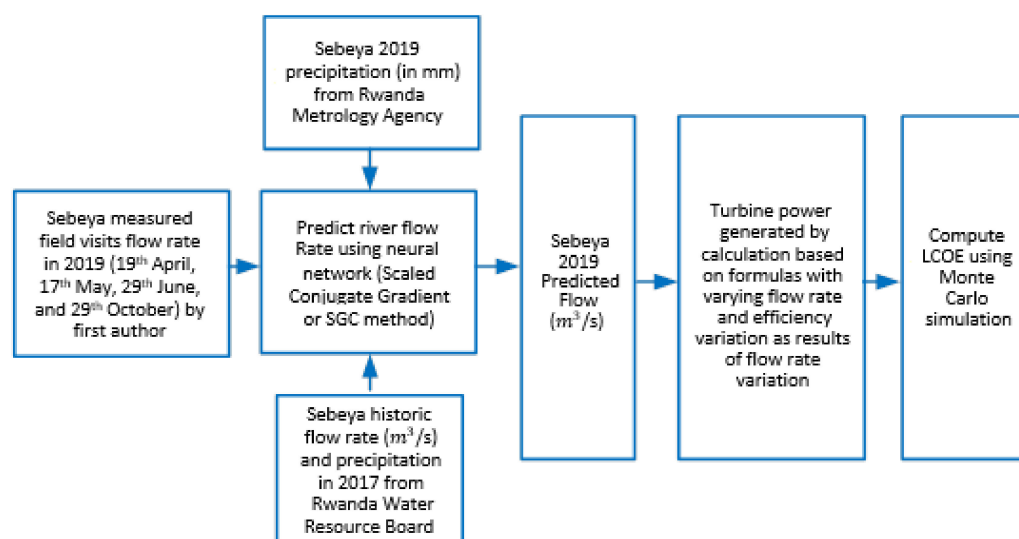 Sebeya 2019
precipitation (in mm)
from Rwanda
Metrology Agency
Sebeya measured
field visits flow rate
in 2019 (19th April,
17th May, 29th June,
and 29th October) by
first author
Predict river flow
Rate using neural
network (Scaled
Conjugate Gradient
or SGC method)
Sebeya historic
flow rate (m³/s)
and precipitation
in 2017 from
Rwanda Water
Resource Board
Sebeya
2019
Predicted
Flow
(m³/s)
Turbine power
generated by
calculation based
on formulas with
varying flow rate
and efficiency
variation as results
of flow rate
variation
Compute
LCOE using
Monte
Carlo
simulation